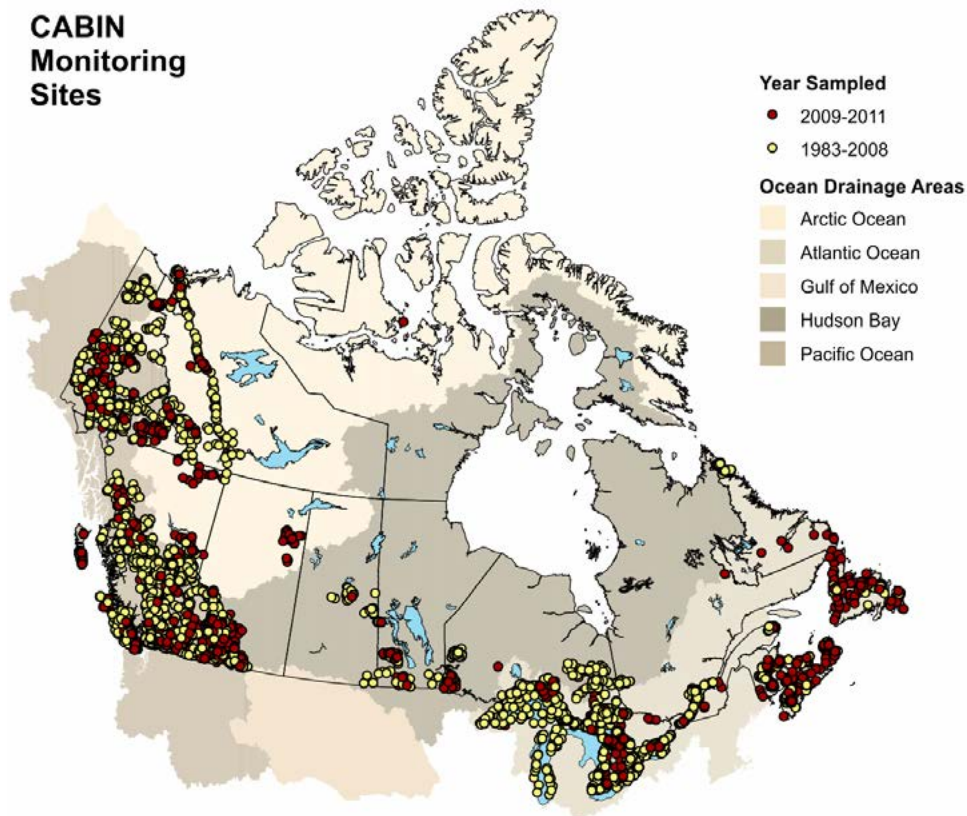 CABIN
Monitoring
Sites
Year Sampled
2009-2011
1983-2008
Ocean Drainage Areas
Arctic Ocean
Atlantic Ocean
Gulf of Mexico
Hudson Bay
Pacific Ocean